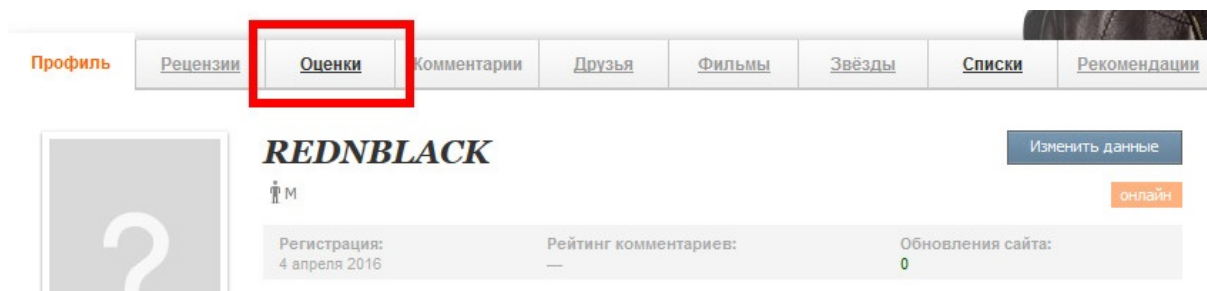 Профиль Рецензии Оценки Комментарии Друзья Фильмы Звёзды Списки Рекомендации
REDNBLACK
Изменить данные
М
онлайн
Регистрация: Рейтинг комментариев: Обновления сайта:
4 апреля 2016 — 0
?